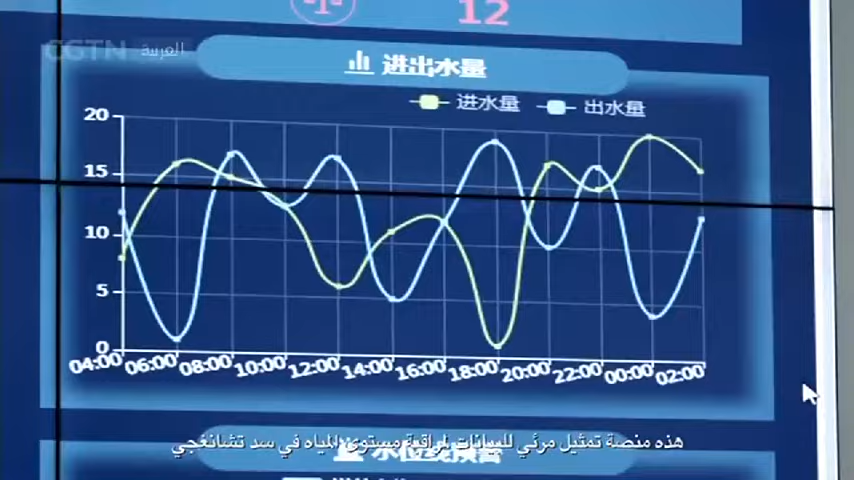 12
CGTN العربية
进出水量
进水量 出水量
20
15
10
5
0
04:00 06:00 08:00 10:00 12:00 14:00 16:00 18:00 20:00 22:00 00:00 02:00
هذه منصة تمثيل مرئي للبيانات لمراقبة مستوى المياه في سد تشانغجي